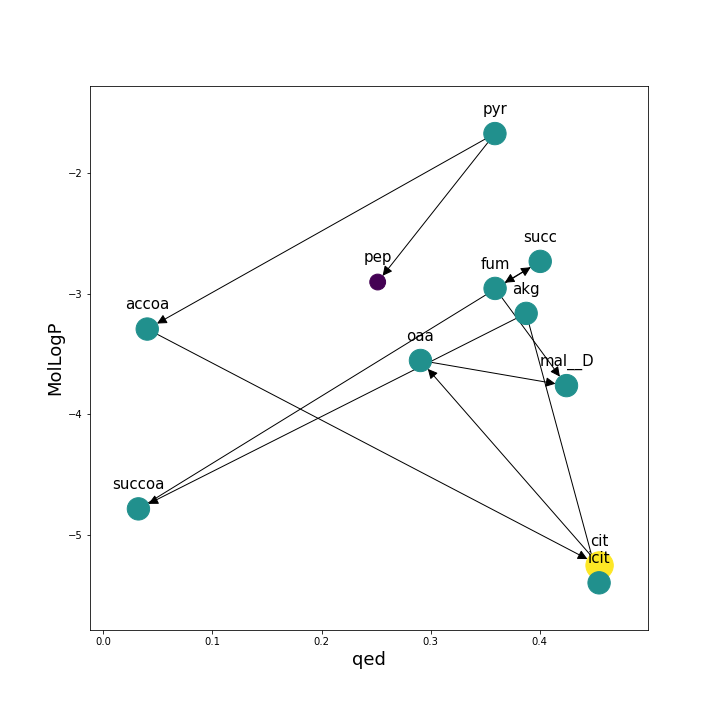 pyr
−2
succ
pep
fum
−3
akg
accoa
oaa
mal__D
−4
succoa
−5
cit
icit
0.0
0.1
0.2
0.3
0.4
qed
MolLogP